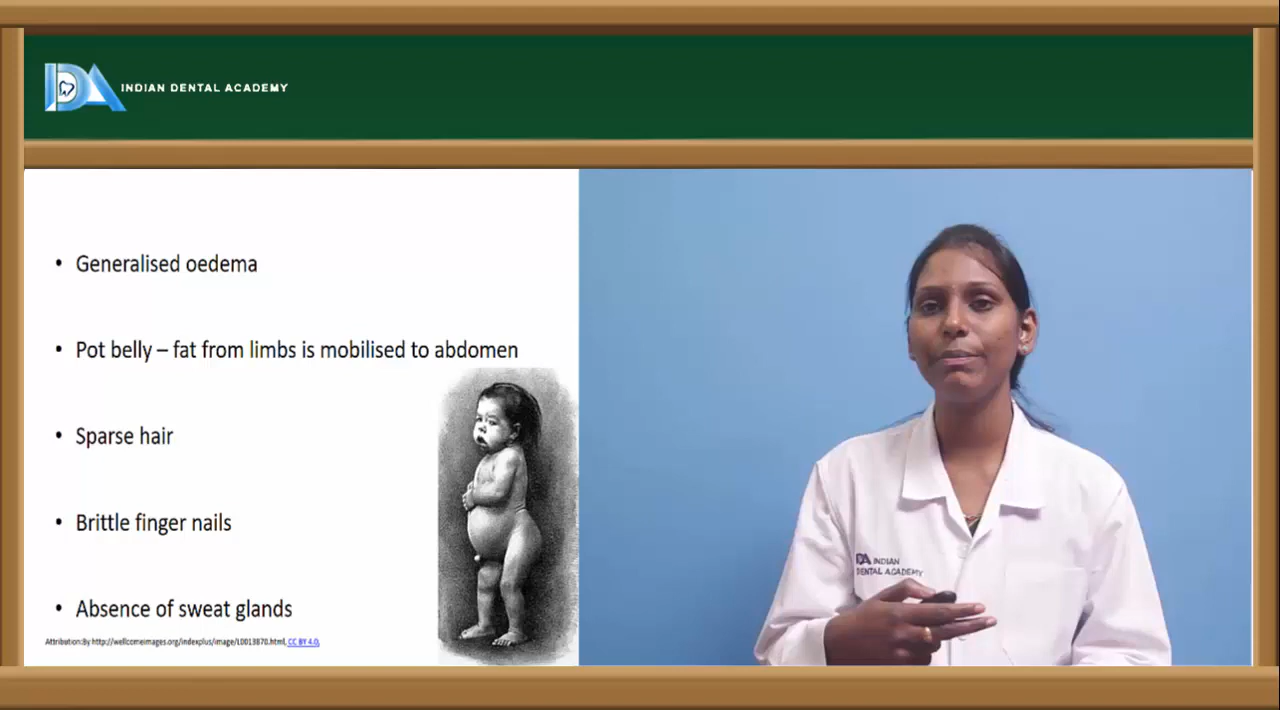 INDIAN DENTAL ACADEMY
• Generalised oedema
• Pot belly – fat from limbs is mobilised to abdomen
• Sparse hair
• Brittle finger nails
• Absence of sweat glands
Attribution:By http://wellcomeimages.org/indexplus/image/L0013870.html, CC BY 4.0,
IDA INDIAN
DENTAL ACADEMY